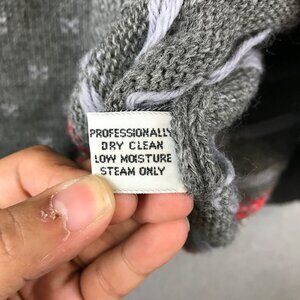 PROFESSIONALLY
DRY CLEAN
LOW MOISTURE
STEAM ONLY